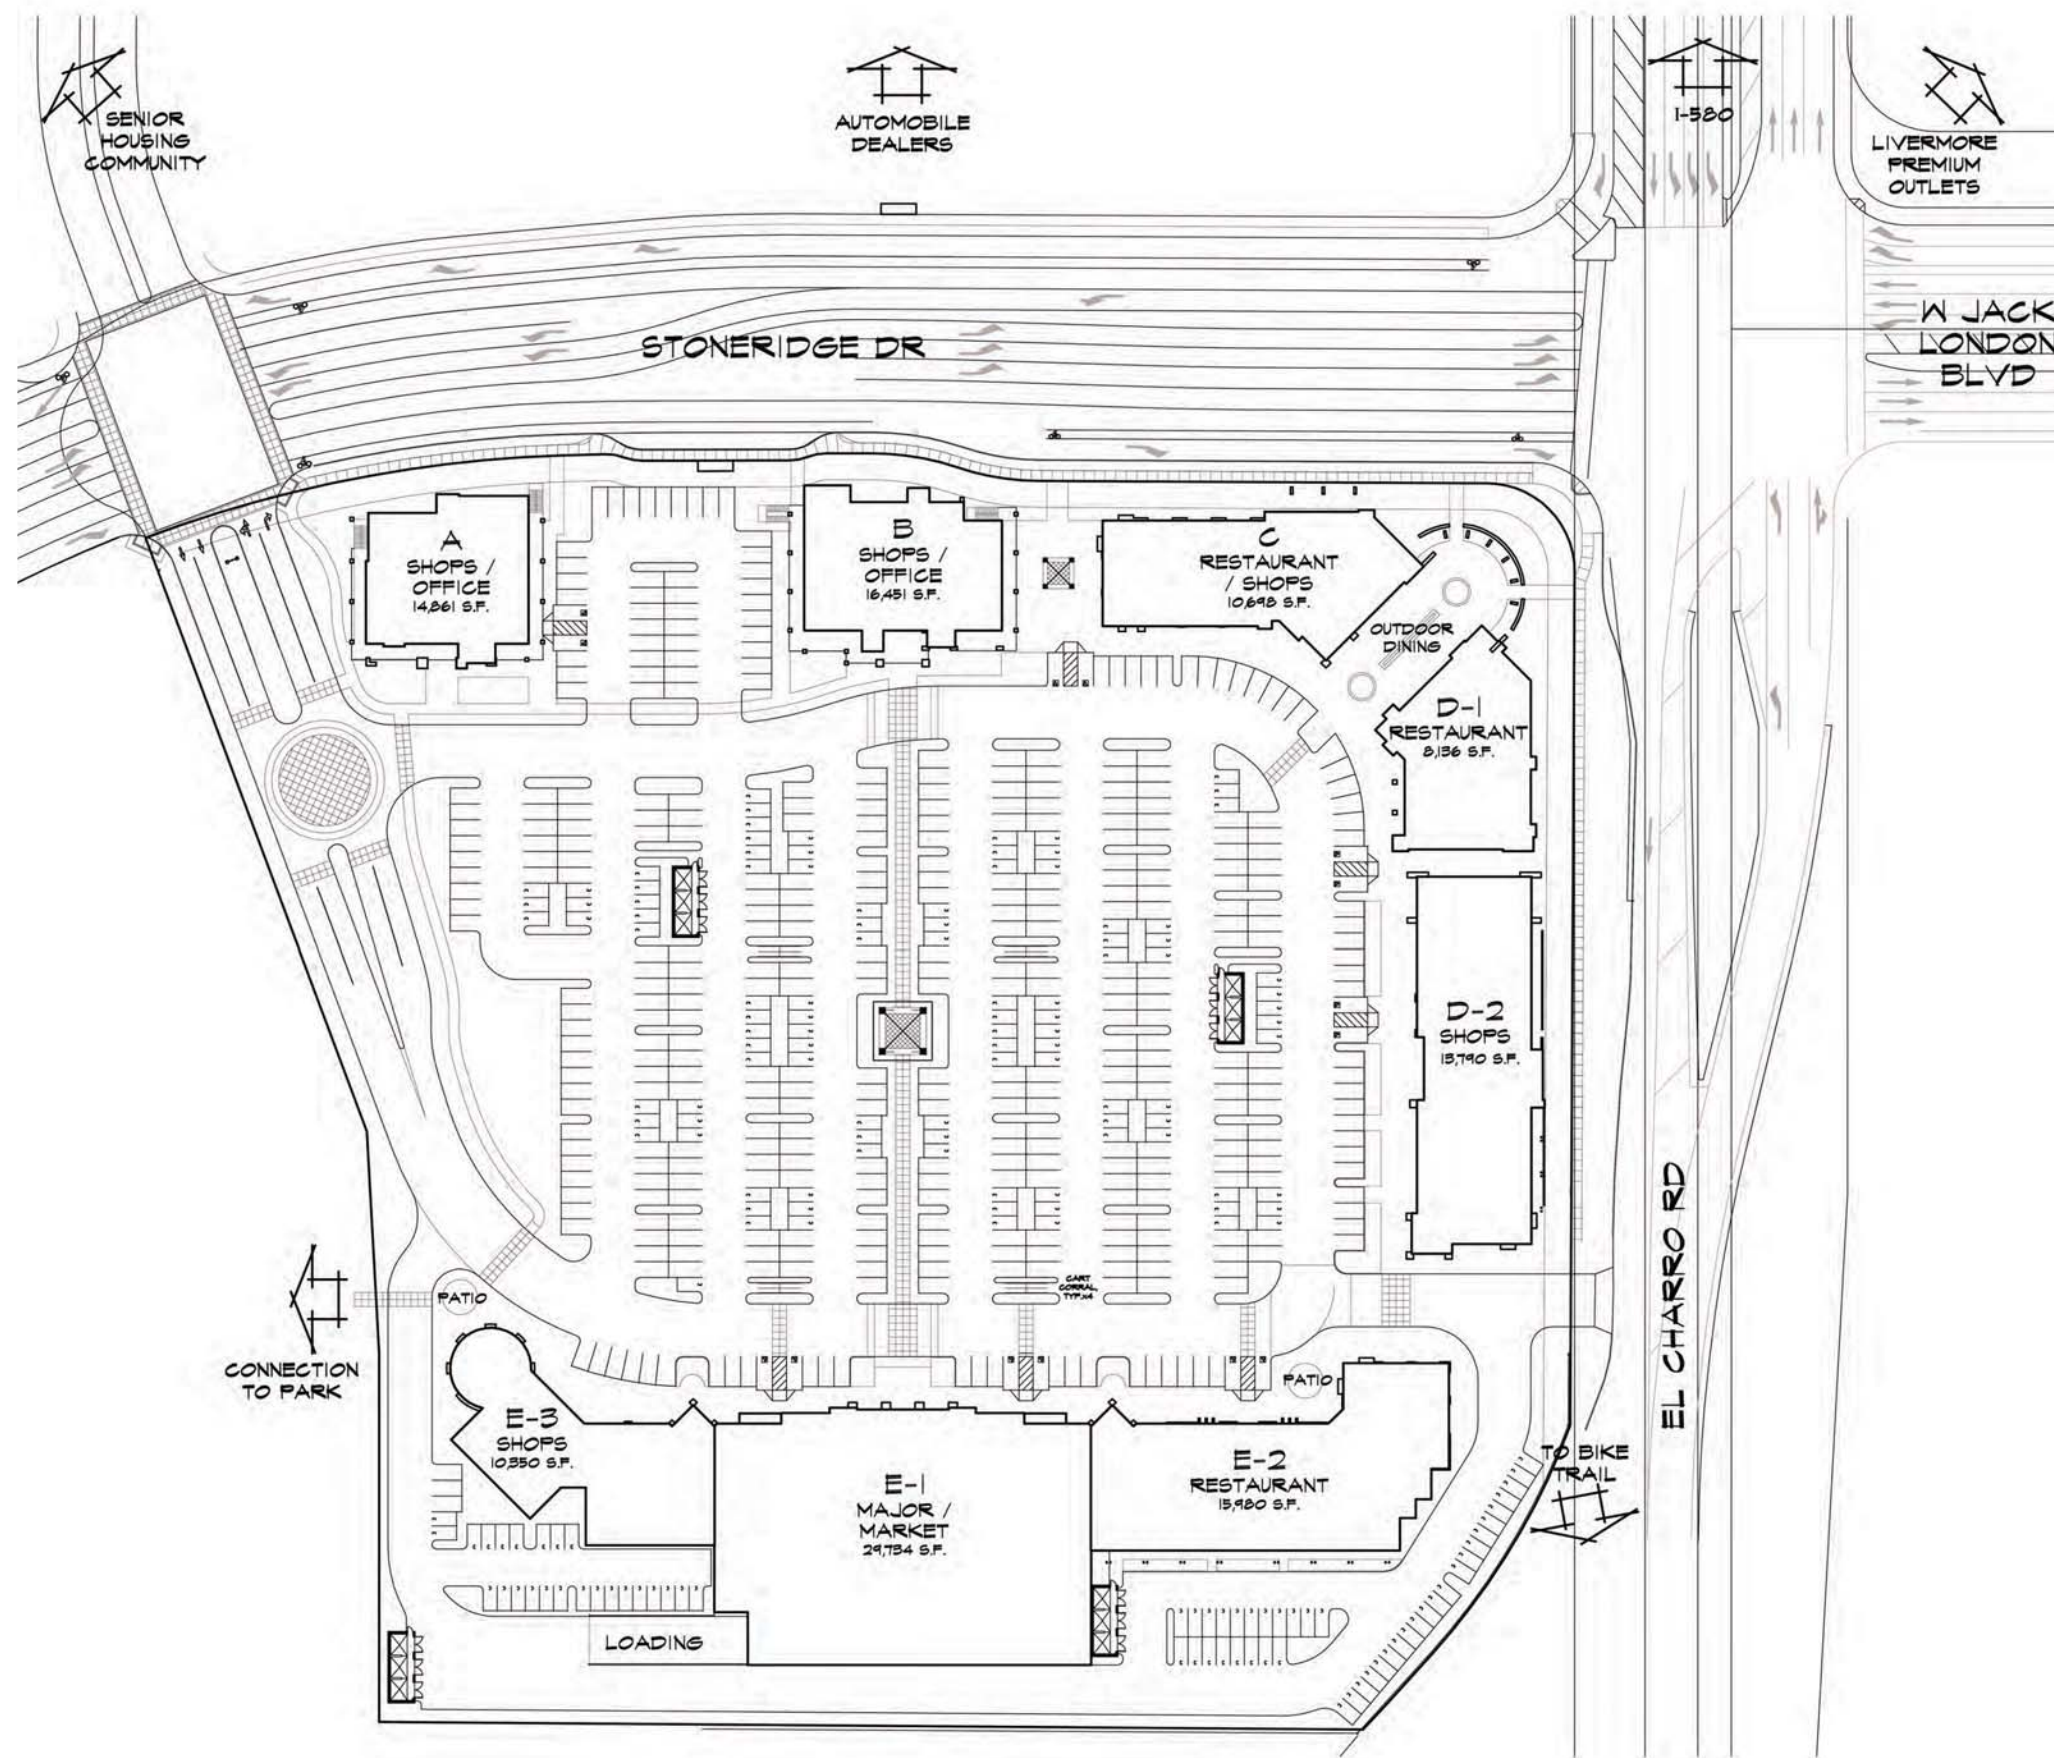 SENIOR
HOUSING
COMMUNITY
AUTOMOBILE
DEALERS
I-580
LIVERMORE
PREMIUM
OUTLETS
STONERIDGE DR
W JACK
LONDON
BLVD
A
SHOPS /
OFFICE
14,861 S.F.
B
SHOPS /
OFFICE
16,451 S.F.
C
RESTAURANT
/ SHOPS
10,698 S.F.
OUTDOOR
DINING
D-1
RESTAURANT
8,136 S.F.
D-2
SHOPS
13,790 S.F.
EL CHARRO RD
CART
CORRAL,
PATIO
CONNECTION
TO PARK
PATIO
E-3
SHOPS
10,350 S.F.
E-1
MAJOR /
MARKET
29,734 S.F.
E-2
RESTAURANT
15,980 S.F.
TO BIKE
TRAIL
LOADING